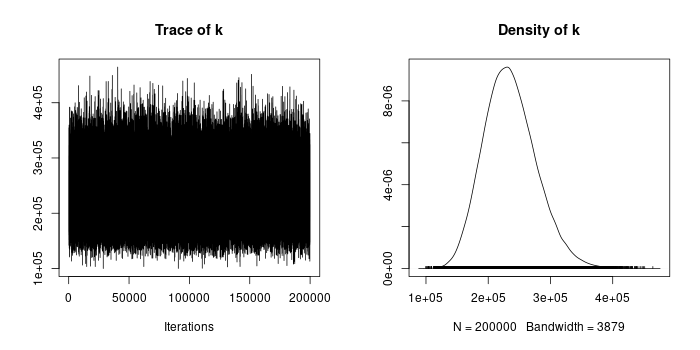 Trace of k
1e+05 2e+05 3e+05 4e+05
0 50000 100000 150000 200000
Iterations
Density of k
0e+00 4e-06 8e-06
1e+05 2e+05 3e+05 4e+05
N = 200000 Bandwidth = 3879